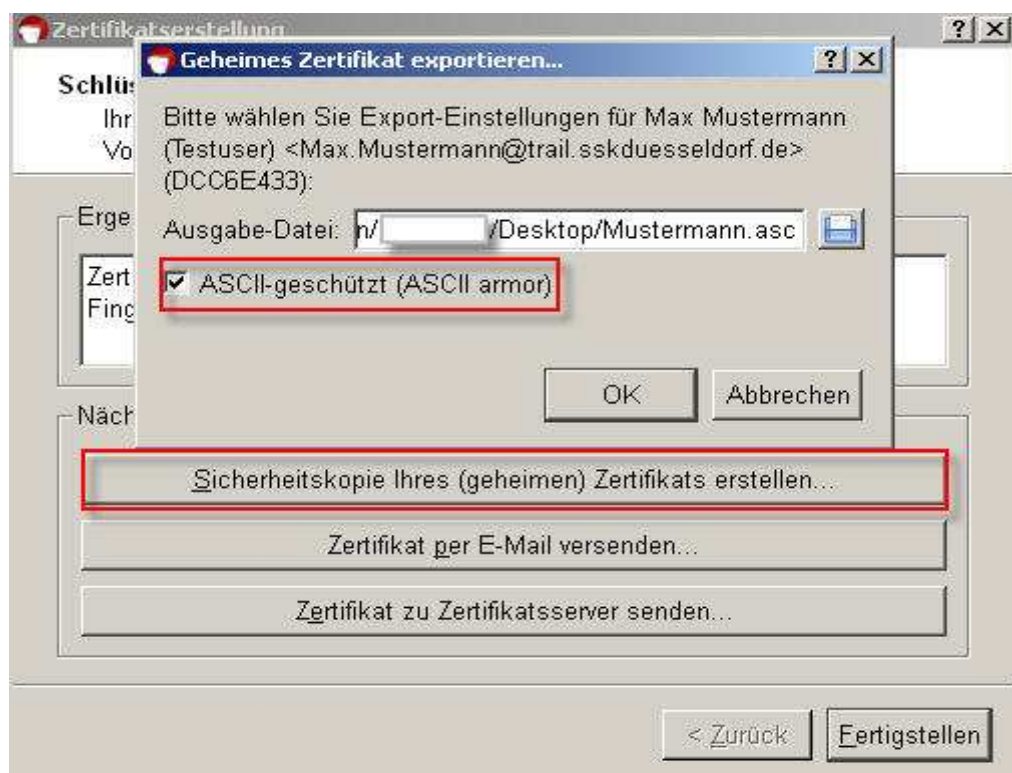 Zertifikatserstellung
Geheimes Zertifikat exportieren...
Schlüs
Ihr
Vo
Bitte wählen Sie Export-Einstellungen für Max Mustermann
(Testuser) <Max.Mustermann@trail.sskduesseldorf.de>
(DCC6E433):
Erge
Ausgabe-Datei: n/ /Desktop/Mustermann.asc
Zert
Fing
ASCII-geschützt (ASCII armor)
OK Abbrechen
Näch
Sicherheitskopie Ihres (geheimen) Zertifikats erstellen...
Zertifikat per E-Mail versenden...
Zertifikat zu Zertifikatsserver senden...
< Zurück Fertigstellen